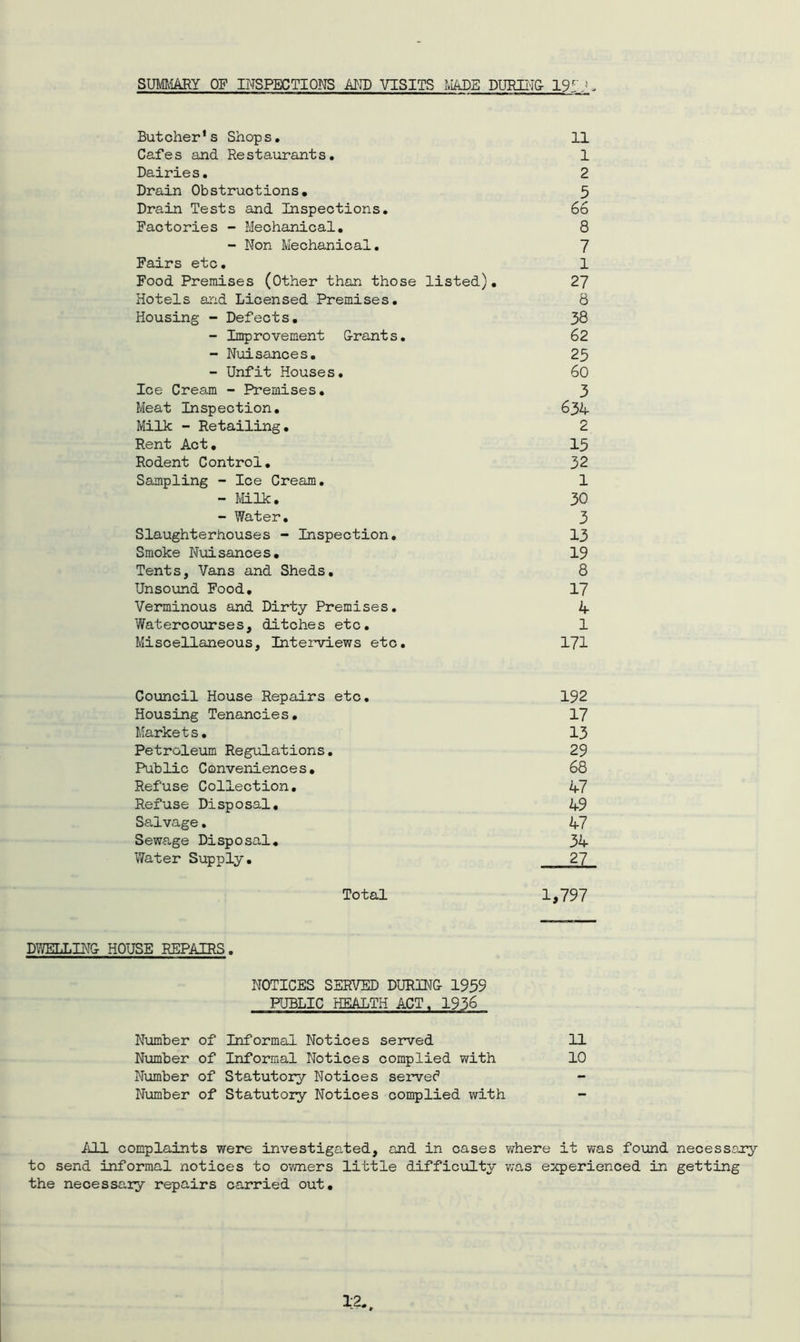 SUMMARY OF INSPECTIONS AND VISITS MADE DURING
Butcher's Shops. 11
Cafes and Restaurants. 1
Dairies. 2
Drain Obstructions. 5
Drain Tests and Inspections. 66
Factories - Mechanical. 8
- Non Mechanical. 7
Fairs etc. 1
Food Premises (Other than those listed). 27
Hotels and Licensed Premises. 8
Housing - Defects. 38
- Improvement Grants. 62
- Nuisances. 25
- Unfit Houses. 60
Ice Cream - Premises. 3
Meat Inspection. 634
Milk - Retailing. 2
Rent Act. 15
Rodent Control. 32
Sampling - Ice Cream. 1
- Milk. 30
- Water. 3
Slaughterhouses - Inspection. 13
Smoke Nuisances. 19
Tents, Vans and Sheds. 8
Unsound Food. 17
Verminous and Dirty Premises. 4
Watercourses, ditches etc. 1
Miscellaneous, Interviews etc. 171
Council House Repairs etc. 192
Housing Tenancies. 17
Markets. 13
Petroleum Regulations. 29
Public Conveniences. 68
Refuse Collection. 47
Refuse Disposal. 49
Salvage. 47
Sewage Disposal. 34
Water Supply. 27
Total 1,797
DWELLING HOUSE REPAIRS.
NOTICES SERVED DURING 1959
PUBLIC HEALTH ACT, 1936
Number of Informal Notices served 11
Number of Informal Notices complied with 10
Number of Statutory Notices served -
Number of Statutory Notices complied with -
All complaints were investigated, and in cases where it was found necessary
to send informal notices to owners little difficulty was experienced in getting
the necessary repairs carried out.
12.